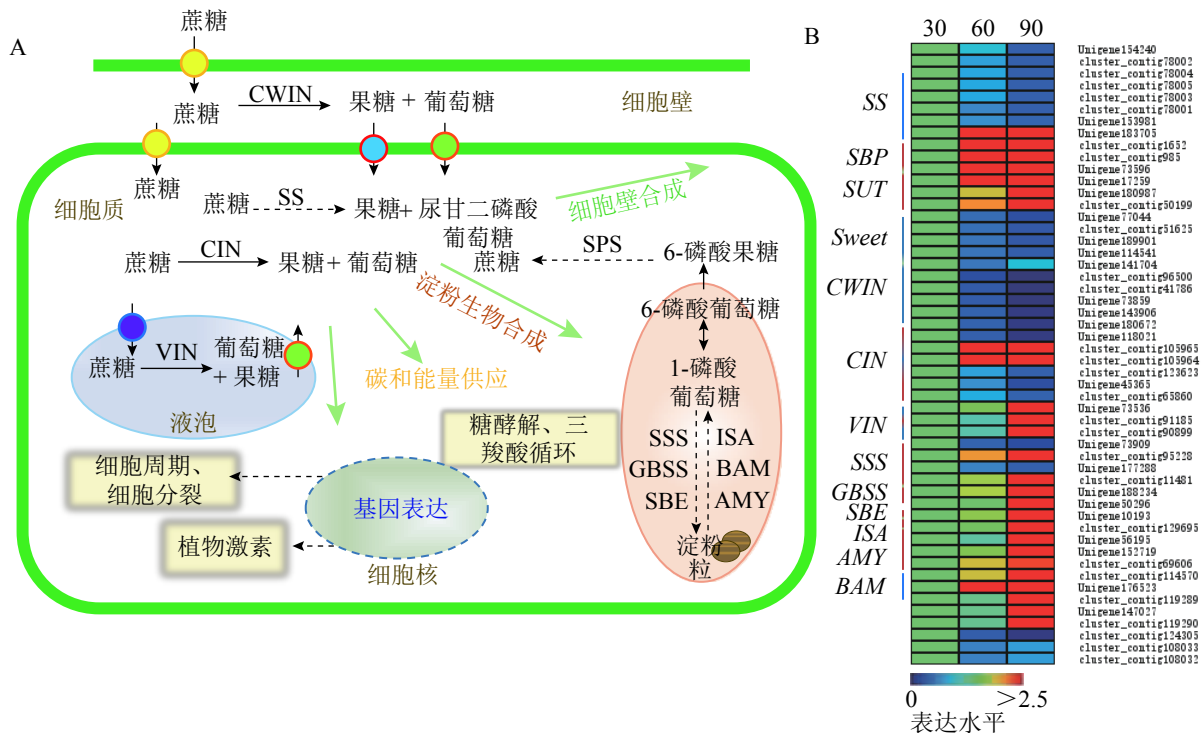 A
蔗糖
蔗糖
CWIN
果糖 + 葡萄糖
细胞壁
细胞质
蔗糖
蔗糖
SS
果糖+ 尿甘二磷酸
葡萄糖
细胞壁合成
蔗糖
CIN
果糖+ 葡萄糖
蔗糖
SPS
6-磷酸果糖
淀粉生物合成
6-磷酸葡萄糖
1-磷酸
葡萄糖
蔗糖
VIN
葡萄糖
+ 果糖
液泡
碳和能量供应
糖酵解、三
羧酸循环
SSS
GBSS
SBE
ISA
BAM
AMY
淀粉
粒
细胞周期、
细胞分裂
基因表达
植物激素
细胞核
B
30 60 90
SS
SBP
SUT
Sweet
CWIN
CIN
VIN
SSS
GBSS
SBE
ISA
AMY
BAM
Unigene154240
cluster_contig78002
cluster_contig78004
cluster_contig78005
cluster_contig78003
cluster_contig78001
Unigene153981
Unigene183705
cluster_contig1652
cluster_contig985
Unigene73596
Unigene17259
Unigene180987
cluster_contig50199
Unigene77044
cluster_contig51625
Unigene189901
Unigene114541
Unigene141704
cluster_contig96500
cluster_contig41786
Unigene73859
Unigene143906
Unigene180672
Unigene118021
cluster_contig105965
cluster_contig105964
cluster_contig123623
Unigene45365
cluster_contig65860
Unigene73536
cluster_contig91185
cluster_contig90899
Unigene73909
cluster_contig95228
Unigene177288
cluster_contig11481
Unigene188234
Unigene50296
Unigene10193
cluster_contig129695
Unigene56195
Unigene152719
cluster_contig69606
cluster_contig114570
Unigene176523
cluster_contig119289
Unigene147027
cluster_contig119290
cluster_contig124305
cluster_contig108033
cluster_contig108032
0 >2.5
表达水平